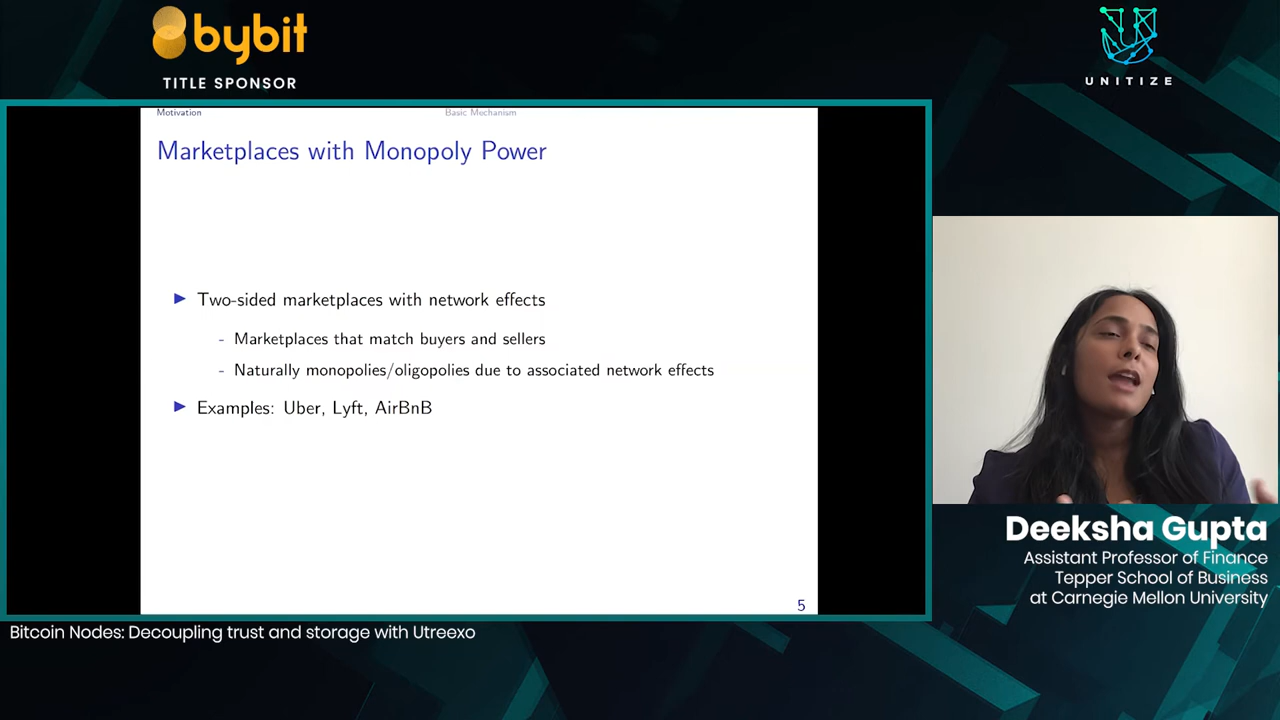 bybit
TITLE SPONSOR
UNITIZE
Motivation
Basic Mechanism
Marketplaces with Monopoly Power
► Two-sided marketplaces with network effects
- Marketplaces that match buyers and sellers
- Naturally monopolies/oligopolies due to associated network effects
► Examples: Uber, Lyft, AirBnB
5
Deeksha Gupta
Assistant Professor of Finance
Tepper School of Business
at Carnegie Mellon University
Bitcoin Nodes: Decoupling trust and storage with Utreexo